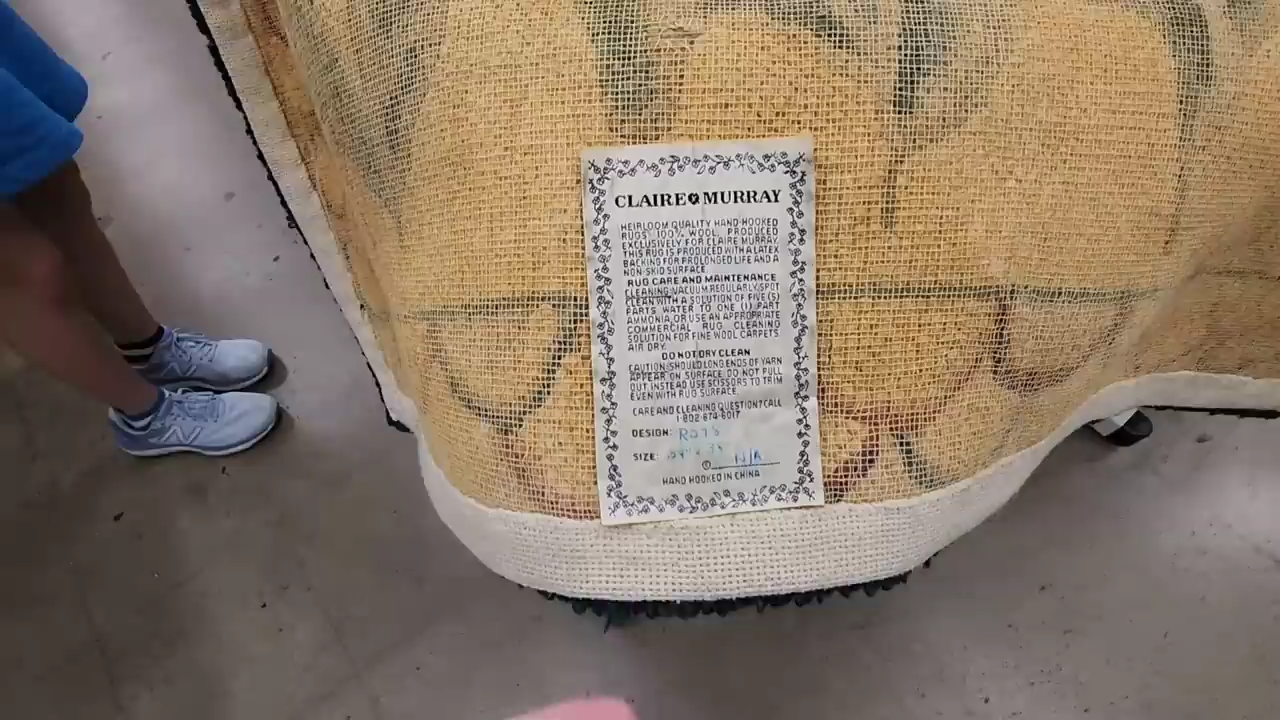 CLAIRE MURRAY
HEIRLOOM QUALITY HAND-HOOKED
RUGS 100% WOOL, PRODUCED
EXCLUSIVELY FOR CLAIRE MURRAY.
THIS RUG IS PRODUCED WITH A LATEX
BACKING FOR PROLONGED LIFE AND A
NON-SKID SURFACE.
RUG CARE AND MAINTENANCE
CLEANING: VACUUM REGULARLY, SPOT
CLEAN WITH A SOLUTION OF FIVE (5)
PARTS WATER TO ONE (1) PART
AMMONIA, OR USE AN APPROPRIATE
COMMERCIAL RUG CLEANING
SOLUTION FOR FINE WOOL CARPETS.
AIR DRY.
DO NOT DRY CLEAN
CAUTION: SHOULD LONG ENDS OF YARN
APPEAR ON SURFACE, DO NOT PULL
OUT, INSTEAD USE SCISSORS TO TRIM
EVEN WITH RUG SURFACE.
CARE AND CLEANING QUESTION? CALL
1-802-674-6017
DESIGN:
SIZE:
© N/A
HAND HOOKED IN CHINA